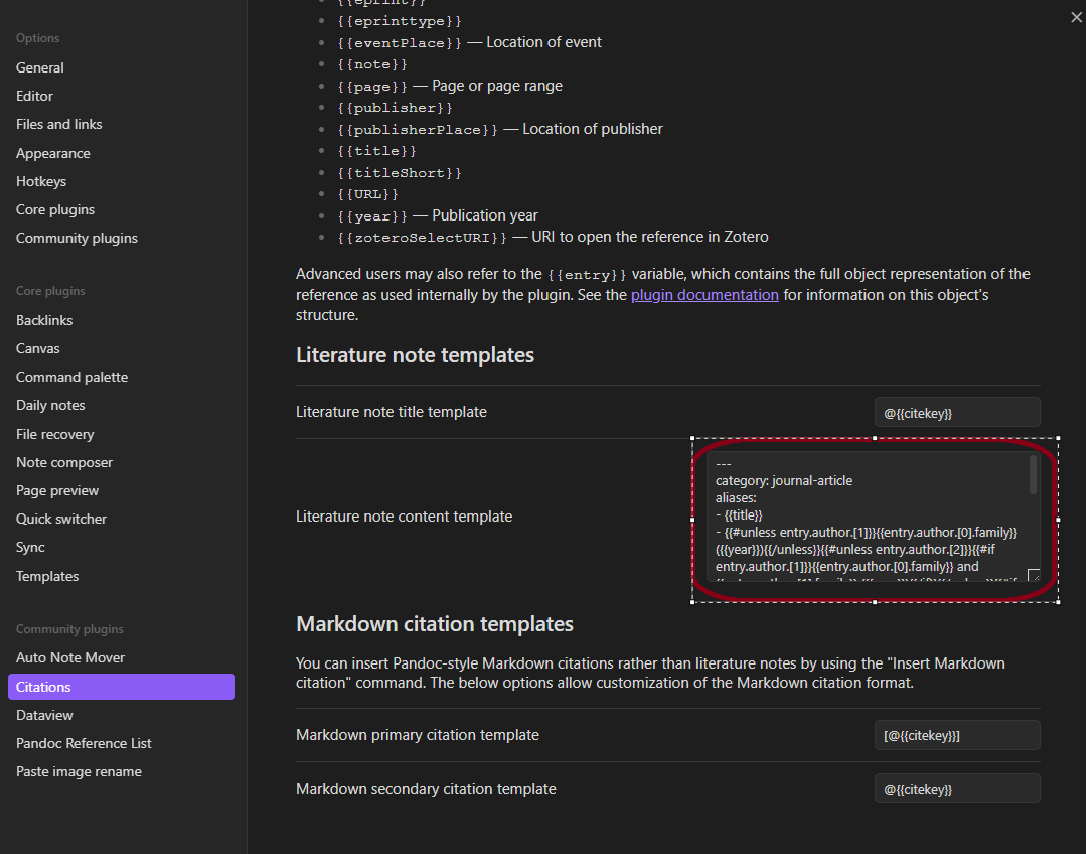 Options
General
Editor
Files and links
Appearance
Hotkeys
Core plugins
Community plugins
Core plugins
Backlinks
Canvas
Command palette
Daily notes
File recovery
Note composer
Page preview
Quick switcher
Sync
Templates
Community plugins
Auto Note Mover
Citations
Dataview
Pandoc Reference List
Paste image rename
{{eprint}}
{{eprinttype}}
{{eventPlace}} — Location of event
{{note}}
{{page}} — Page or page range
{{publisher}}
{{publisherPlace}} — Location of publisher
{{title}}
{{titleShort}}
{{URL}}
{{year}} — Publication year
{{zoteroSelectURI}} — URI to open the reference in Zotero
Advanced users may also refer to the {{entry}} variable, which contains the full object representation of the
reference as used internally by the plugin. See the plugin documentation for information on this object's
structure.
Literature note templates
Literature note title template
@{{citekey}}
Literature note content template
---
category: journal-article
aliases:
- {{title}}
- {{#unless entry.author.[1]}}{{entry.author.[0].family}}
({{year}}){{/unless}}{{#unless entry.author.[2]}}{{#if
entry.author.[1]}}{{entry.author.[0].family}} and
Markdown citation templates
You can insert Pandoc-style Markdown citations rather than literature notes by using the "Insert Markdown
citation" command. The below options allow customization of the Markdown citation format.
Markdown primary citation template
[@{{citekey}}]
Markdown secondary citation template
@{{citekey}}